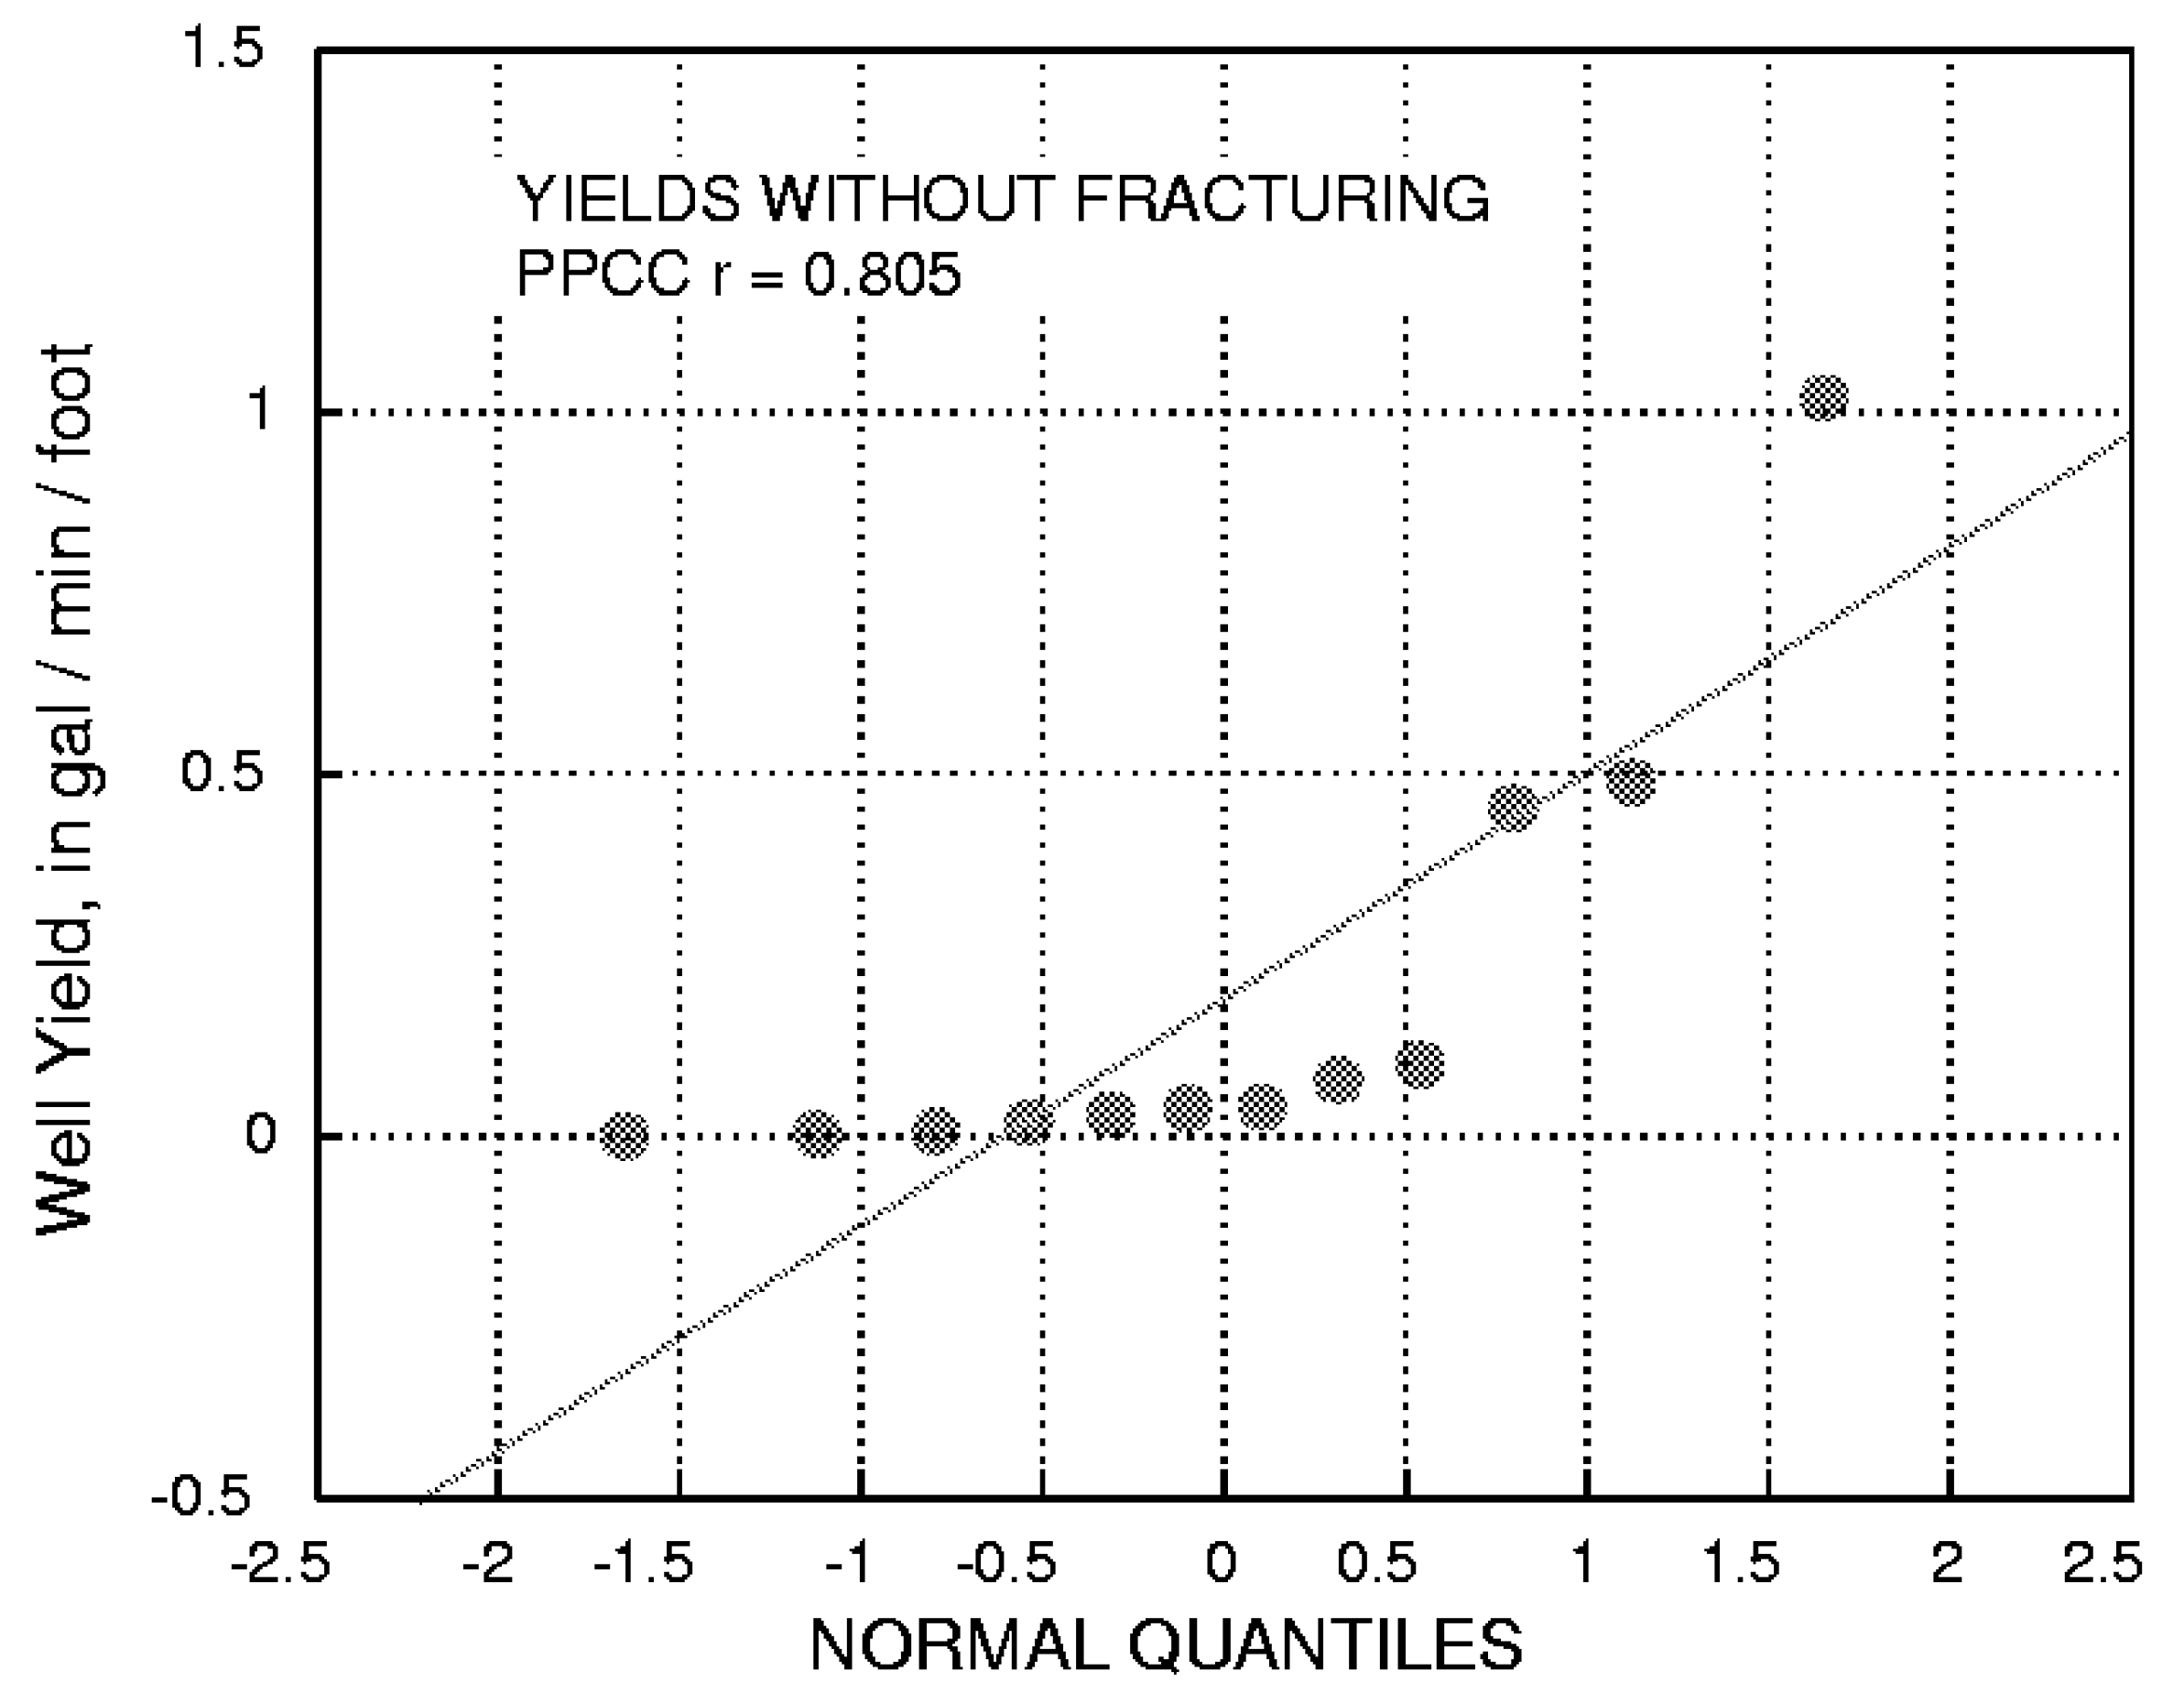 1.5
YIELDS WITHOUT FRACTURING
PPCC r = 0.805
1
0.5
0
-0.5
Well Yield, in gal / min / foot
-2.5 -2 -1.5 -1 -0.5 0 0.5 1 1.5 2 2.5
NORMAL QUANTILES